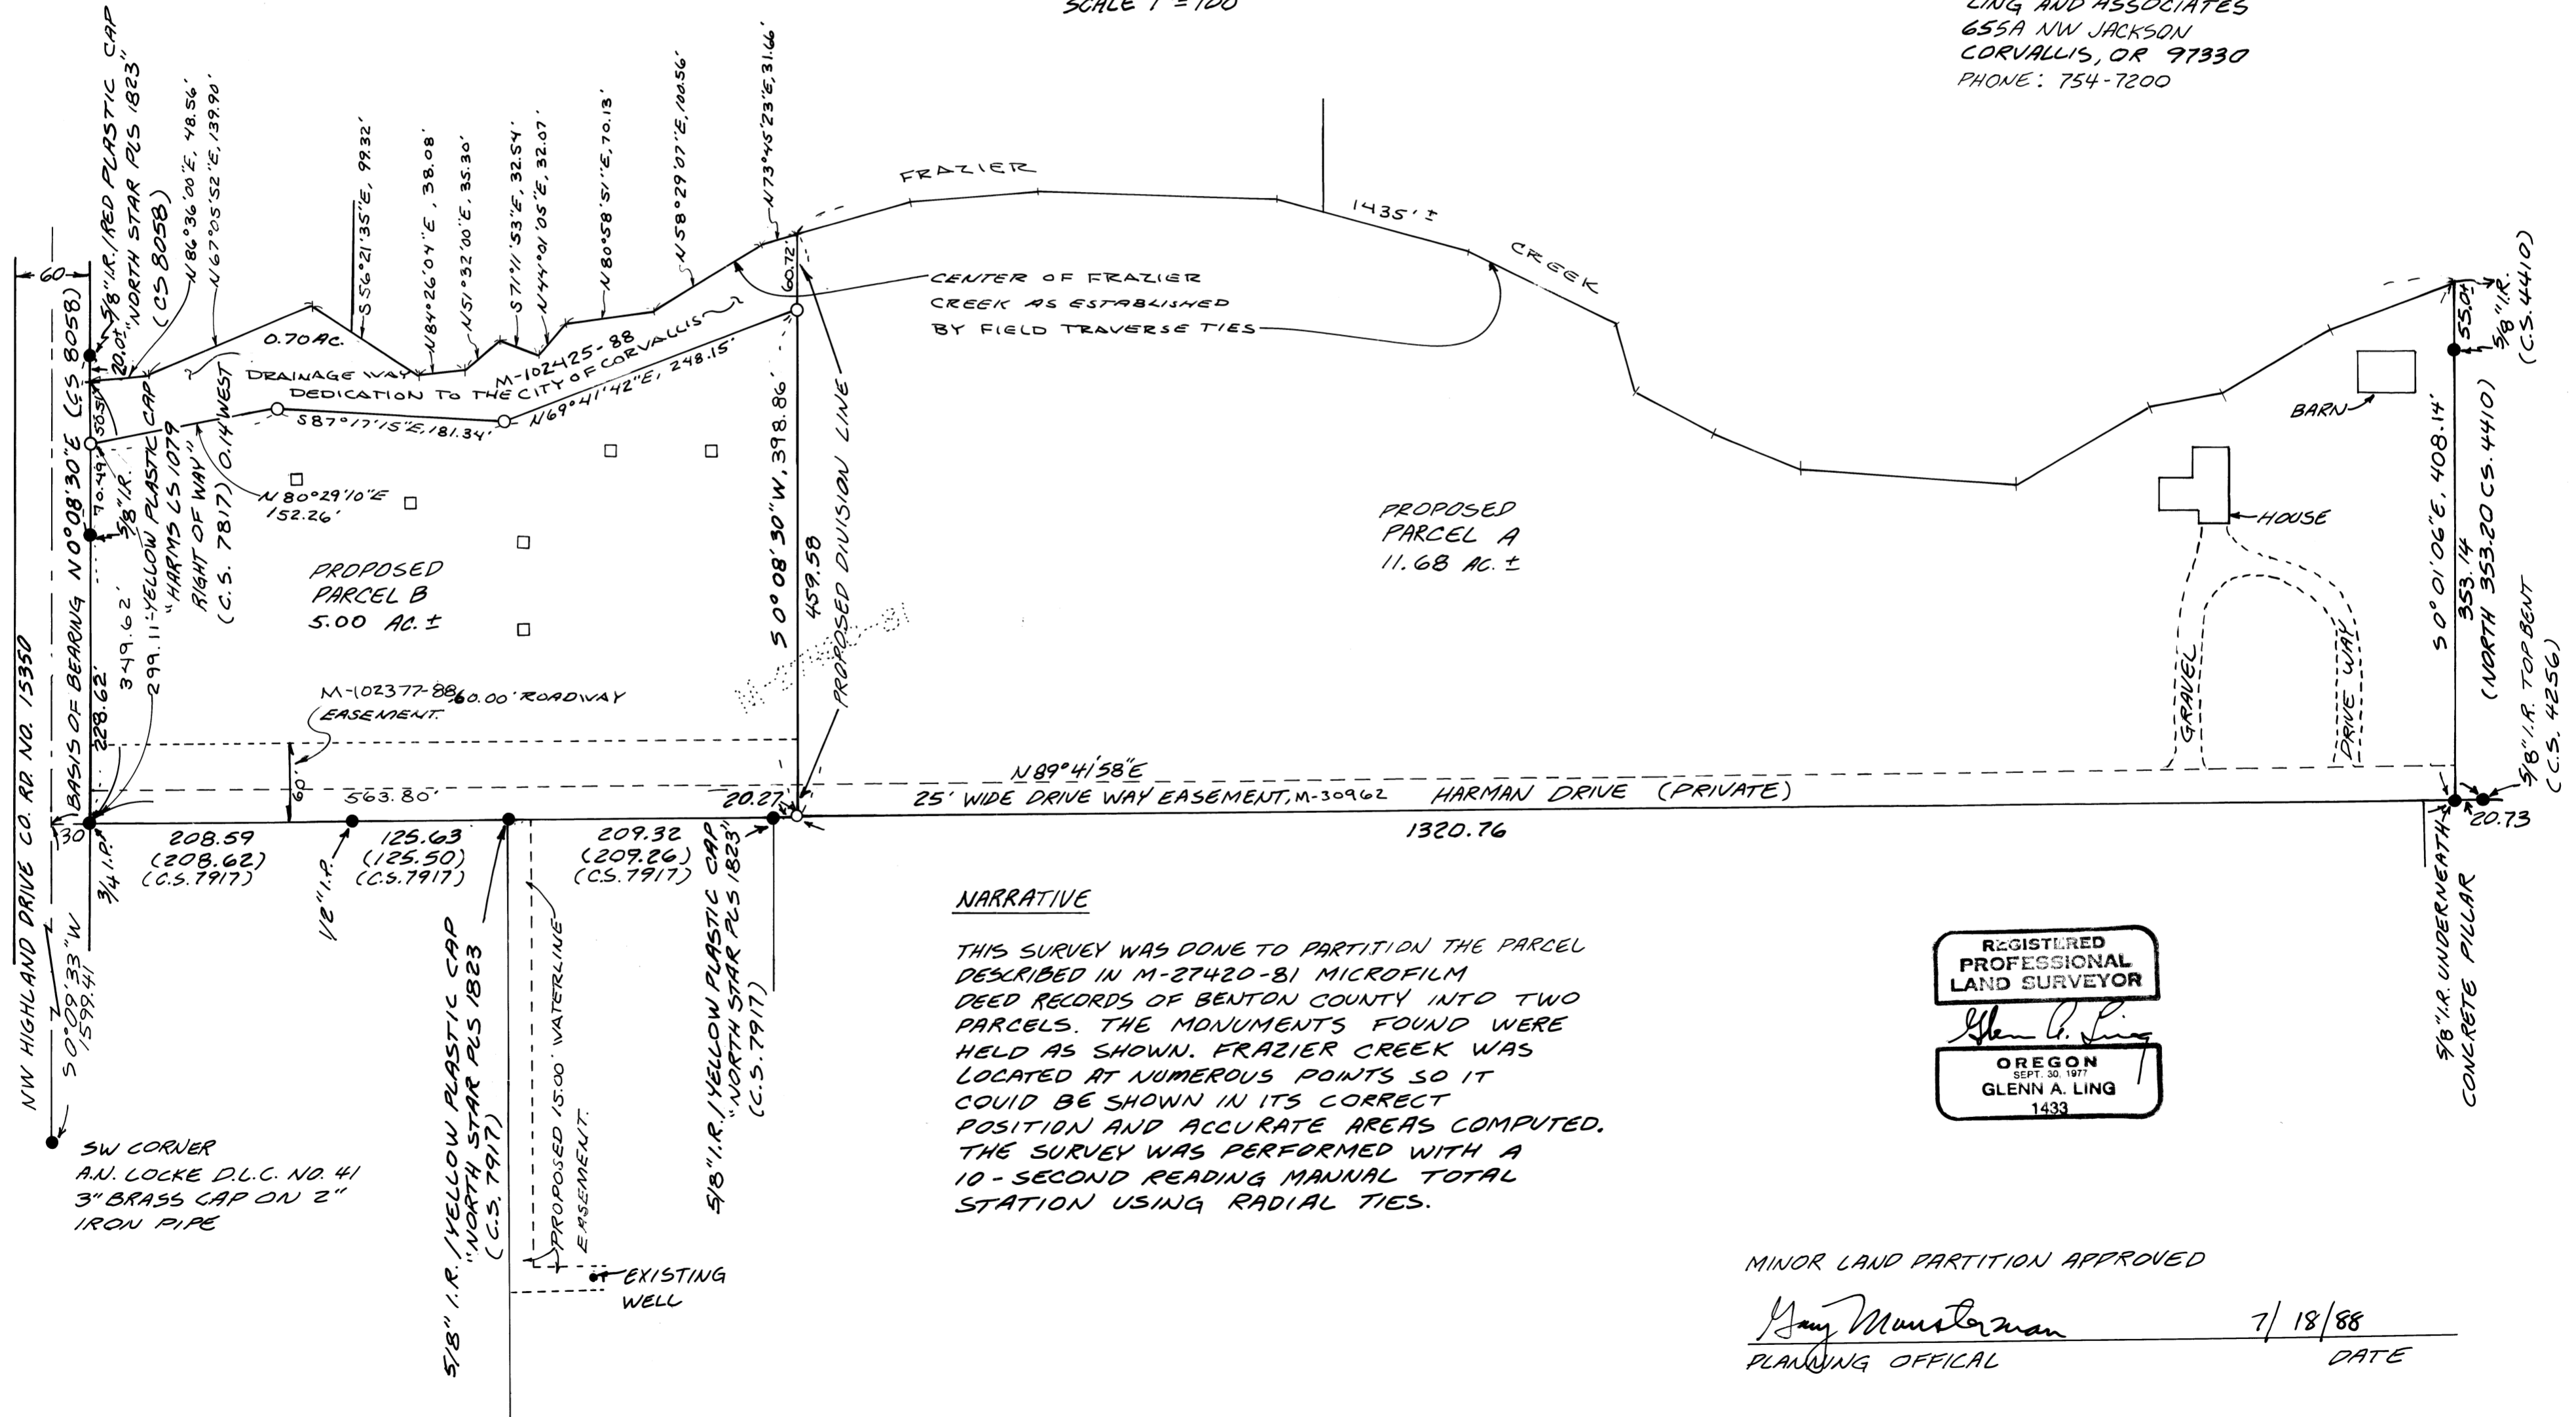 SCALE 1" = 100'
LING AND ASSOCIATES
655A NW JACKSON
CORVALLIS, OR 97330
PHONE: 754-7200
5/8" I.R./RED PLASTIC CAP
"NORTH STAR PLS 1823"
(CS 8058)
N86°36'00"E, 48.56'
N67°05'52"E, 139.90'
S56°21'35"E, 99.32'
N84°26'04"E, 38.08'
N51°32'00"E, 35.30'
S71°11'53"E, 32.54'
N44°01'05"E, 32.07'
N80°58'51"E, 70.13'
N58°29'07"E, 100.56'
N73°45'23"E, 31.66'
FRAZIER
1435' ±
CREEK
60
20.0±
60.72'
CENTER OF FRAZIER
CREEK AS ESTABLISHED
BY FIELD TRAVERSE TIES
0.70 AC.
DRAINAGE WAY
M-102425-88
DEDICATION TO THE CITY OF CORVALLIS
N69°41'42"E, 248.15'
S87°17'15"E, 181.34'
N80°29'10"E
152.26'
50.51'
70.49'
5/8" I.R.
YELLOW PLASTIC CAP
"HARMS LS 1079
RIGHT OF WAY"
(C.S. 7817) 0.14' WEST
BASIS OF BEARING N0°08'30"E (CS 8058)
228.62'
349.62'
299.11'
NW HIGHLAND DRIVE CO. RD. NO. 15350
PROPOSED
PARCEL B
5.00 AC. ±
M-102377-88, 60.00' ROADWAY
EASEMENT.
60'
S 0°08'30"W, 398.86'
459.58
PROPOSED DIVISION LINE
PROPOSED
PARCEL A
11.68 AC. ±
BARN
HOUSE
GRAVEL
DRIVE WAY
55.0±
5/8" I.R.
(C.S. 4410)
S 0°01'06"E, 408.14'
353.14
(NORTH 353.20 CS. 4410)
5/8" I.R. TOP BENT
(C.S. 4256)
N89°41'58"E
25' WIDE DRIVE WAY EASEMENT, M-30962 HARMAN DRIVE (PRIVATE)
1320.76
20.73
563.80'
20.27'
30
3/4 I.P.
208.59
(208.62)
(C.S. 7917)
1/2" I.P.
125.63
(125.50)
(C.S. 7917)
209.32
(209.26)
(C.S. 7917)
S 0°09'33"W
1599.41
5/8" I.R./YELLOW PLASTIC CAP
"NORTH STAR PLS 1823
(C.S. 7917)
PROPOSED 15.00' WATERLINE
EASEMENT.
5/8" I.R./YELLOW PLASTIC CAP
"NORTH STAR PLS 1823"
(C.S. 7917)
EXISTING
WELL
SW CORNER
A.N. LOCKE D.L.C. NO. 41
3" BRASS CAP ON 2"
IRON PIPE
NARRATIVE
THIS SURVEY WAS DONE TO PARTITION THE PARCEL
DESCRIBED IN M-27420-81 MICROFILM
DEED RECORDS OF BENTON COUNTY INTO TWO
PARCELS. THE MONUMENTS FOUND WERE
HELD AS SHOWN. FRAZIER CREEK WAS
LOCATED AT NUMEROUS POINTS SO IT
COULD BE SHOWN IN ITS CORRECT
POSITION AND ACCURATE AREAS COMPUTED.
THE SURVEY WAS PERFORMED WITH A
10-SECOND READING MANNAL TOTAL
STATION USING RADIAL TIES.
REGISTERED
PROFESSIONAL
LAND SURVEYOR
Glenn A. Ling
OREGON
SEPT. 30, 1977
GLENN A. LING
1433
5/8" I.R. UNDERNEATH
CONCRETE PILLAR
MINOR LAND PARTITION APPROVED
7/18/88
PLANNING OFFICAL
DATE